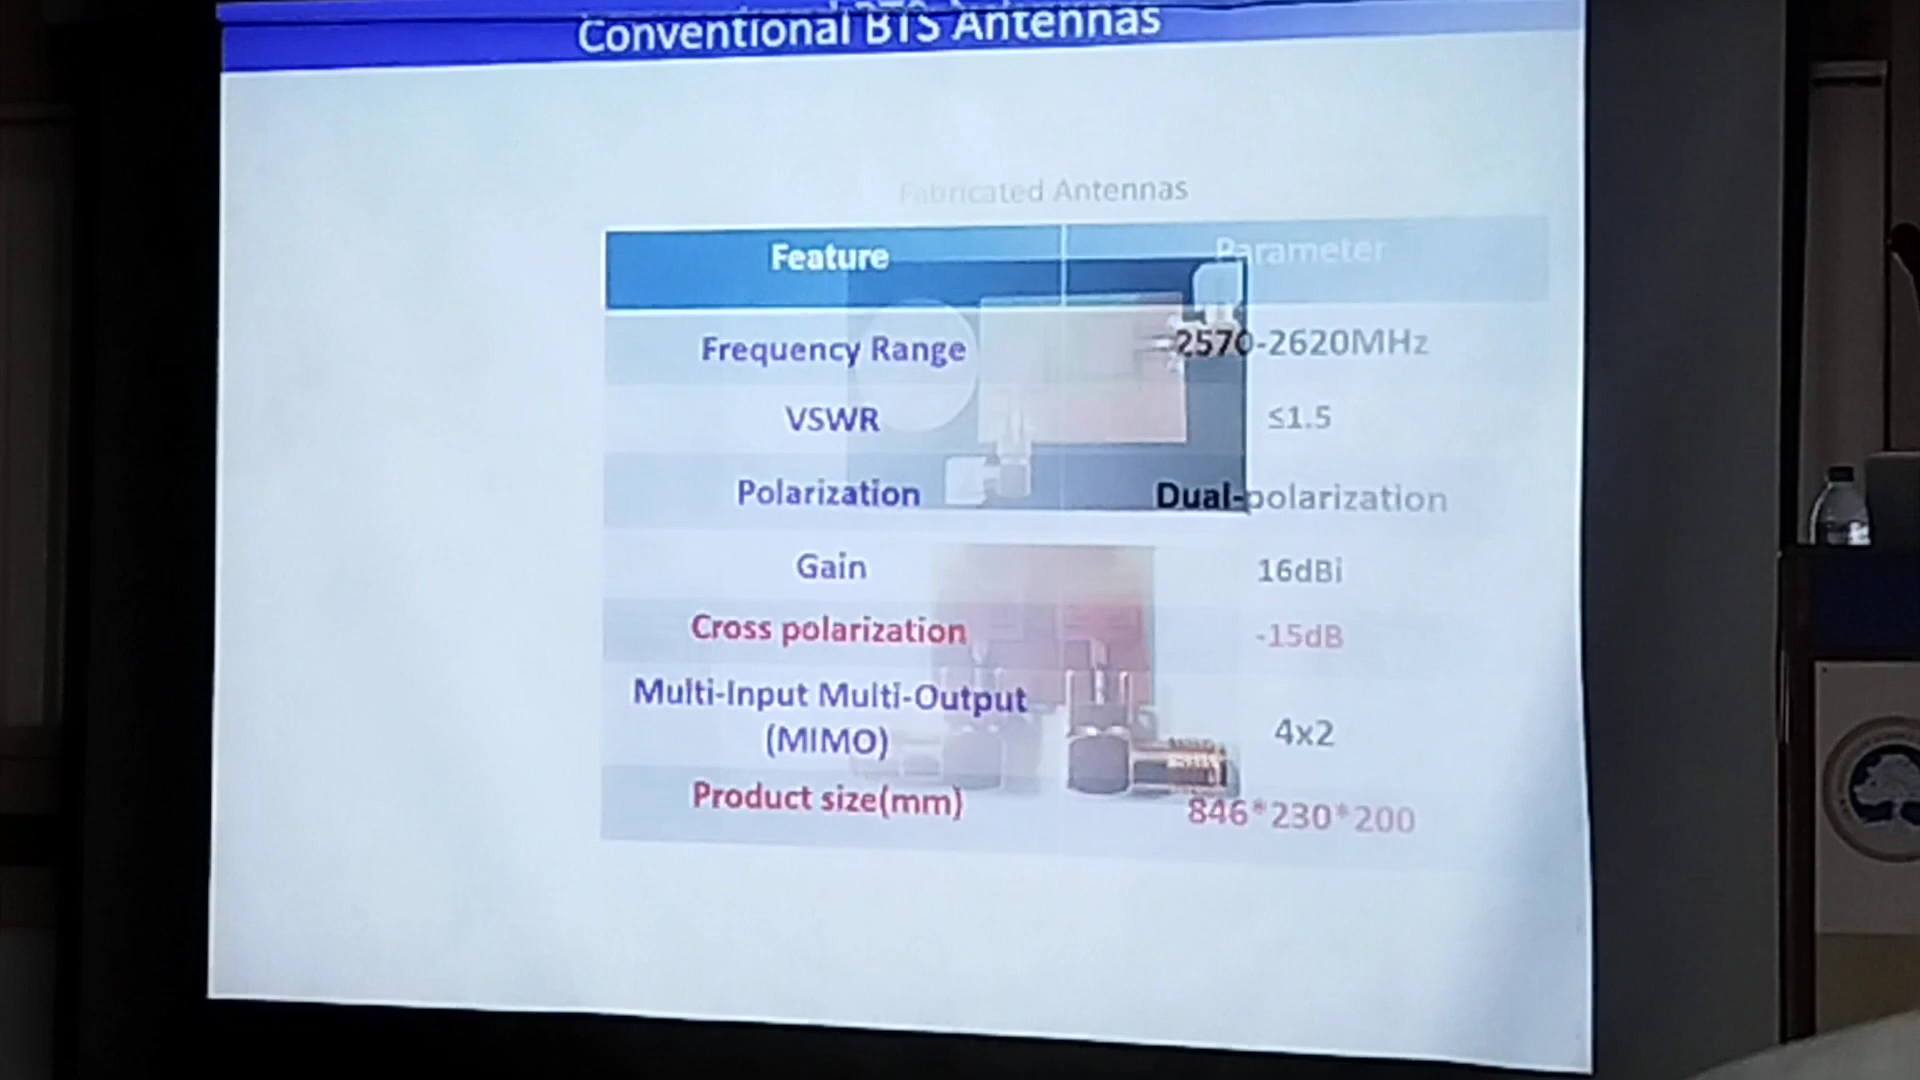 Conventional BTS Antennas
Fabricated Antennas
Feature Parameter
Frequency Range 2570-2620MHz
VSWR ≤1.5
Polarization Dual-polarization
Gain 16dBi
Cross polarization -15dB
Multi-Input Multi-Output
(MIMO) 4x2
Product size(mm) 846*230*200